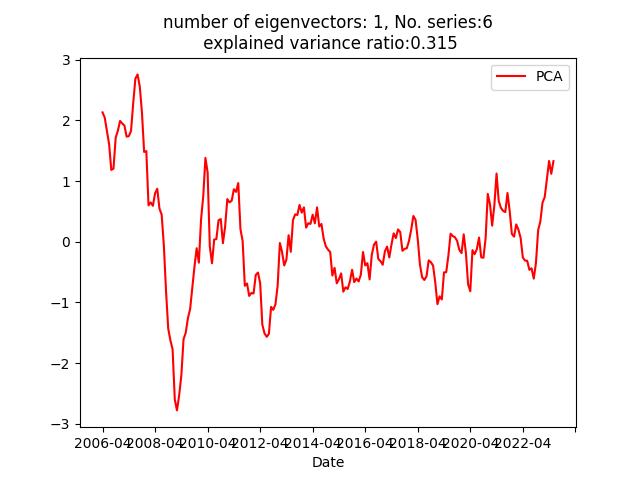 number of eigenvectors: 1, No. series:6
explained variance ratio:0.315
PCA
3
2
1
0
−1
−2
−3
2006-04 2008-04 2010-04 2012-04 2014-04 2016-04 2018-04 2020-04 2022-04
Date